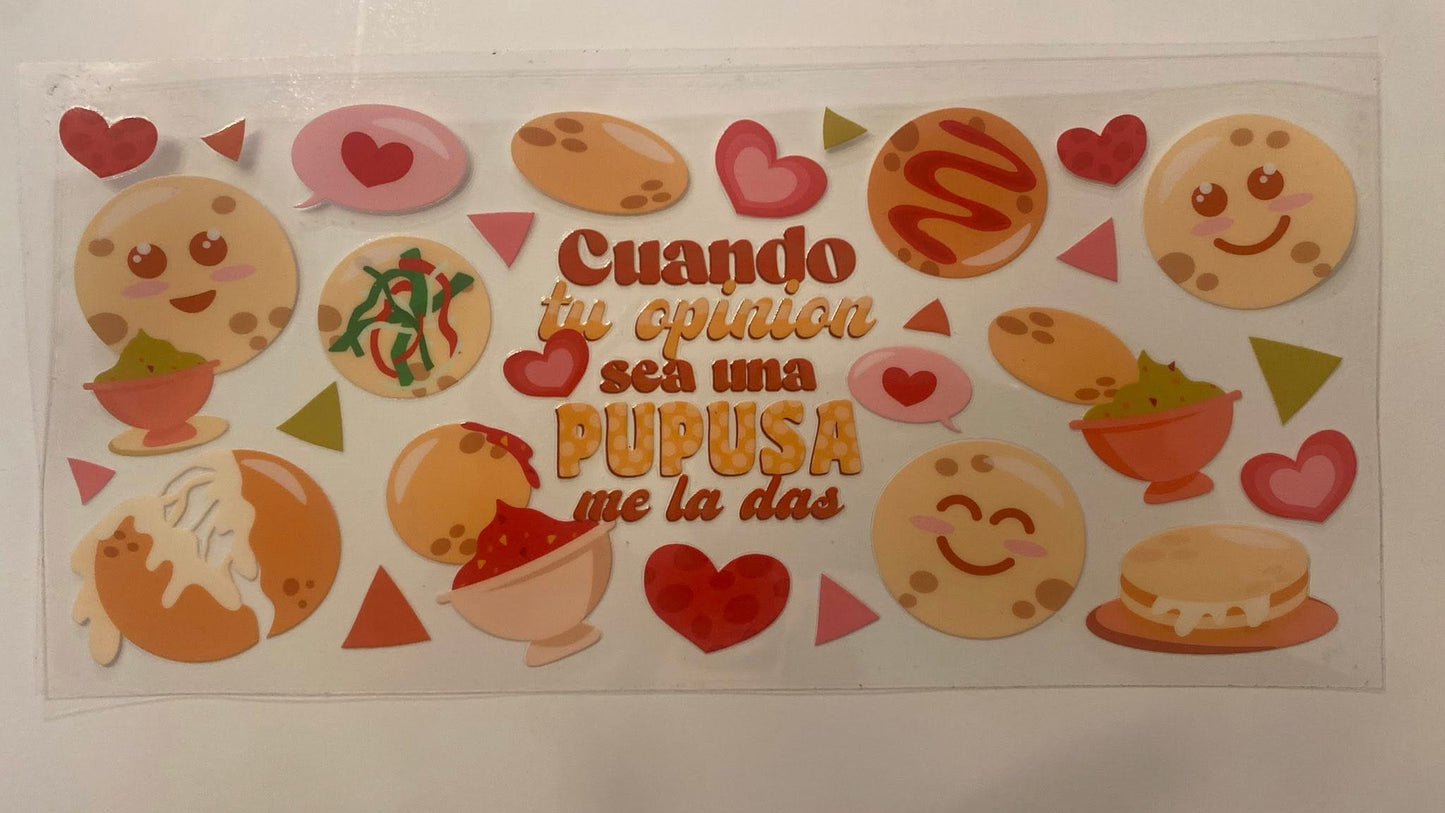 Cuando
tu opinion
sea una
PUPUSA
me la das